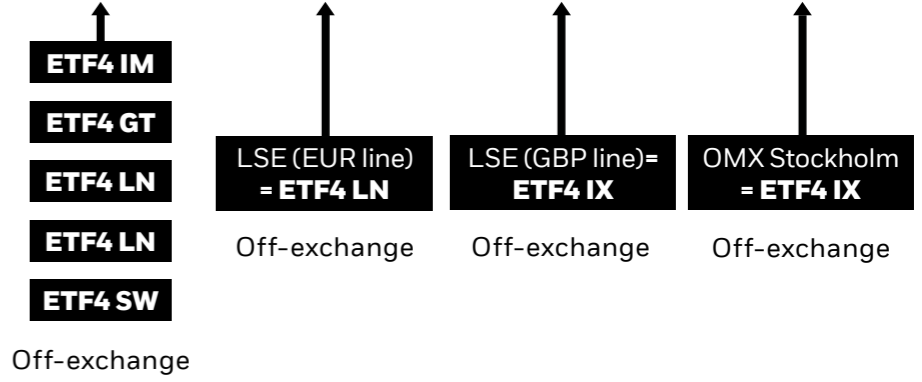 ETF4 IM
ETF4 GT
ETF4 LN
ETF4 LN
ETF4 SW
Off-exchange
LSE (EUR line)
= ETF4 LN
Off-exchange
LSE (GBP line)=
ETF4 IX
Off-exchange
OMX Stockholm
= ETF4 IX
Off-exchange